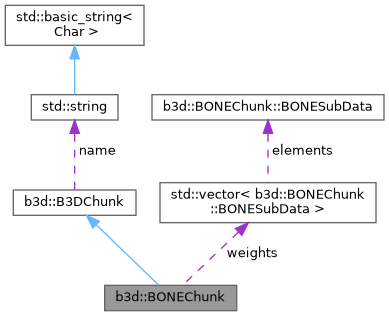 std::basic_string<
Char >
std::string
b3d::BONEChunk::BONESubData
name
elements
b3d::B3DChunk
std::vector< b3d::BONEChunk
::BONESubData >
weights
b3d::BONEChunk